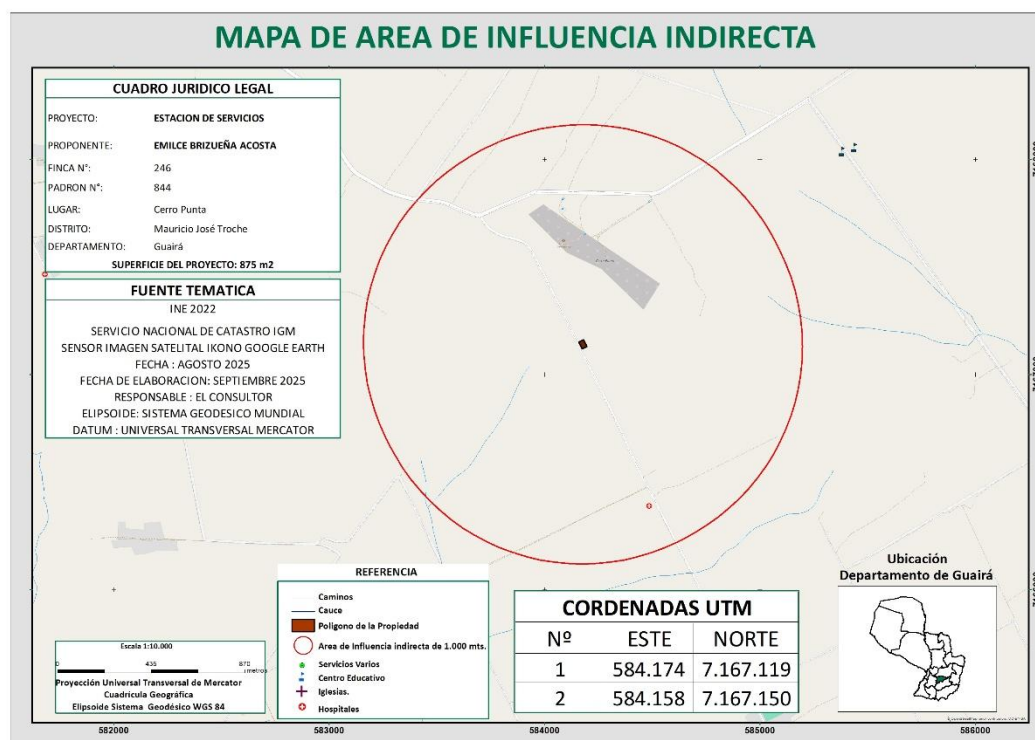 MAPA DE AREA DE INFLUENCIA INDIRECTA
CUADRO JURIDICO LEGAL
PROYECTO: ESTACION DE SERVICIOS
PROPONENTE: EMILCE BRIZUEÑA ACOSTA
FINCA N°: 246
PADRON N°: 844
LUGAR: Cerro Punta
DISTRITO: Mauricio José Troche
DEPARTAMENTO: Guairá
SUPERFICIE DEL PROYECTO: 875 m2
FUENTE TEMATICA
INE 2022
SERVICIO NACIONAL DE CATASTRO IGM
SENSOR IMAGEN SATELITAL IKONO GOOGLE EARTH
FECHA : AGOSTO 2025
FECHA DE ELABORACION: SEPTIEMBRE 2025
RESPONSABLE : EL CONSULTOR
ELIPSOIDE: SISTEMA GEODESICO MUNDIAL
DATUM : UNIVERSAL TRANSVERSAL MERCATOR
REFERENCIA
Caminos
Cauce
Poligono de la Propiedad
Area de Influencia indirecta de 1.000 mts.
Servicios Varios
Centro Educativo
Iglesias.
Hospitales
Escala 1:10.000
0 435 870
metros
Proyección Universal Transversal de Mercator
Cuadrícula Geográfica
Elipsoide Sistema Geodésico WGS 84
CORDENADAS UTM
Nº ESTE NORTE
1 584.174 7.167.119
2 584.158 7.167.150
Ubicación
Departamento de Guairá
582000 583000 584000 585000 586000